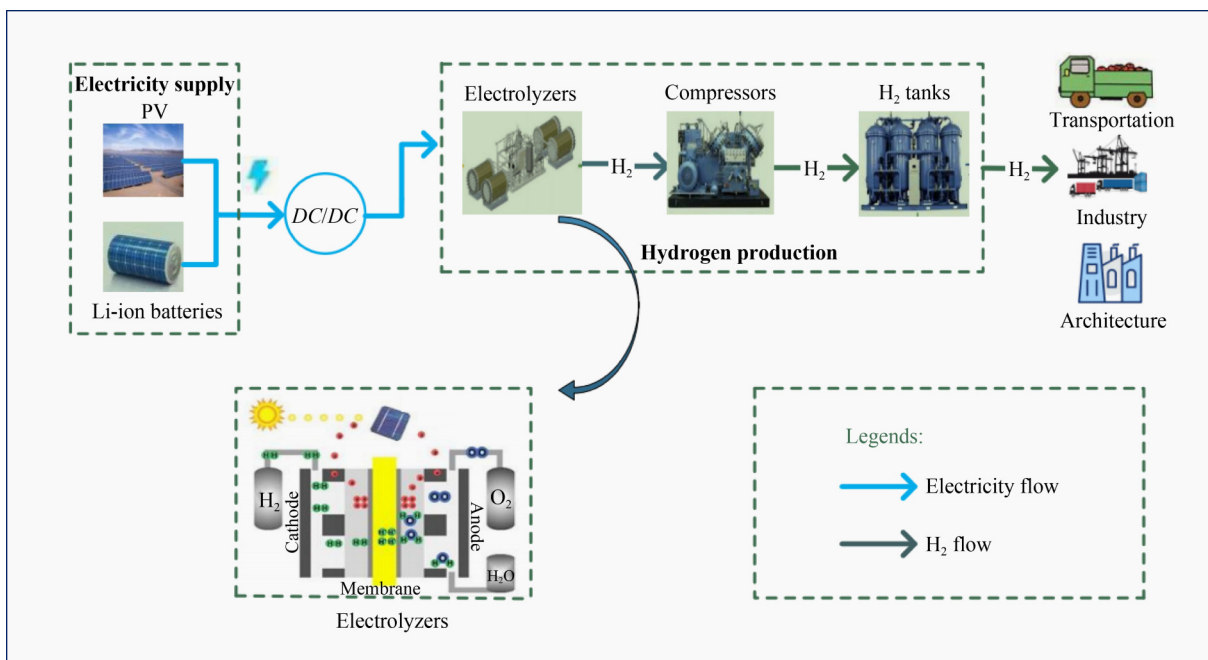 Electricity supply
PV
Li-ion batteries
DC/DC
Electrolyzers
H₂
Compressors
H₂
H₂ tanks
H₂
Hydrogen production
Transportation
Industry
Architecture
H₂
Cathode
Membrane
Anode
O₂
H₂O
Electrolyzers
Legends:
Electricity flow
H₂ flow